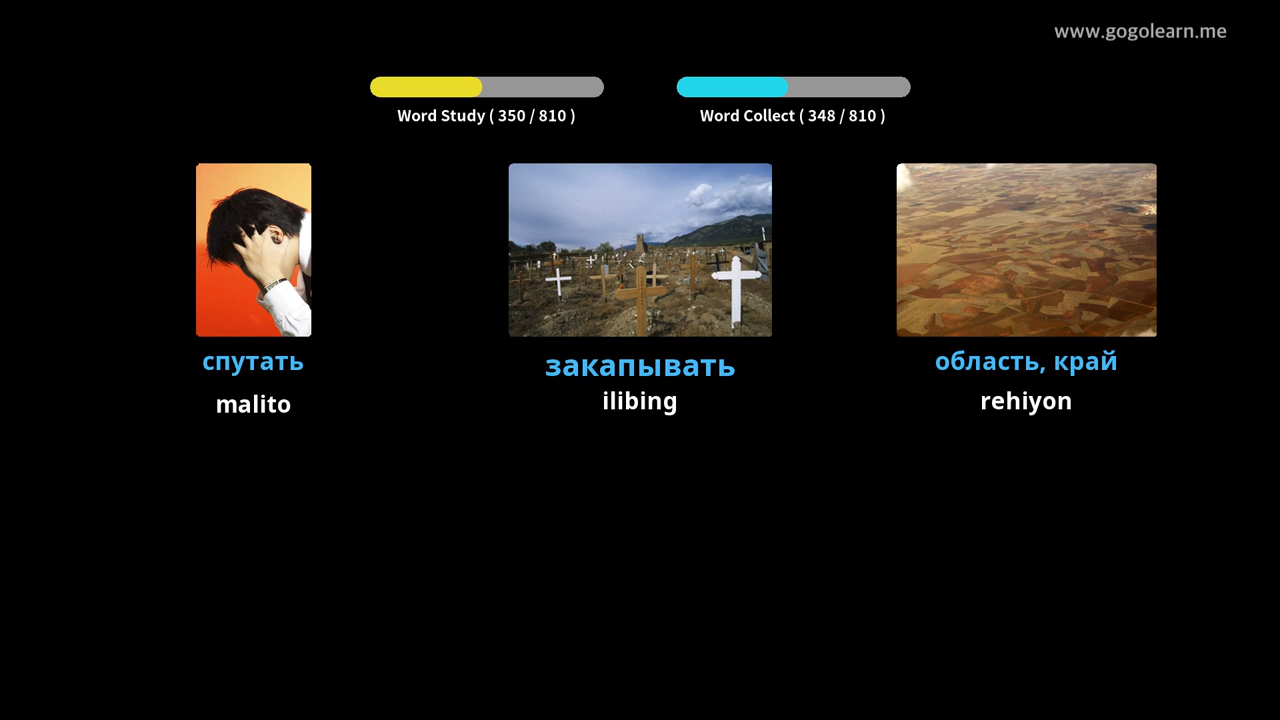 www.gogolearn.me
Word Study ( 350 / 810 )
Word Collect ( 348 / 810 )
спутать
malito
закапывать
ilibing
область, край
rehiyon